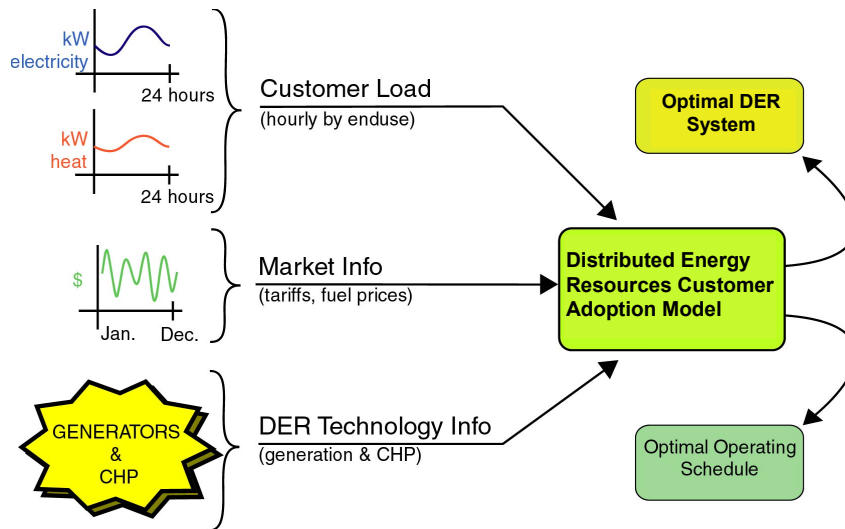 kW
electricity
24 hours
kW
heat
24 hours
Customer Load
(hourly by enduse)
$
Jan. Dec.
Market Info
(tariffs, fuel prices)
GENERATORS
&
CHP
DER Technology Info
(generation & CHP)
Distributed Energy
Resources Customer
Adoption Model
Optimal DER
System
Optimal Operating
Schedule